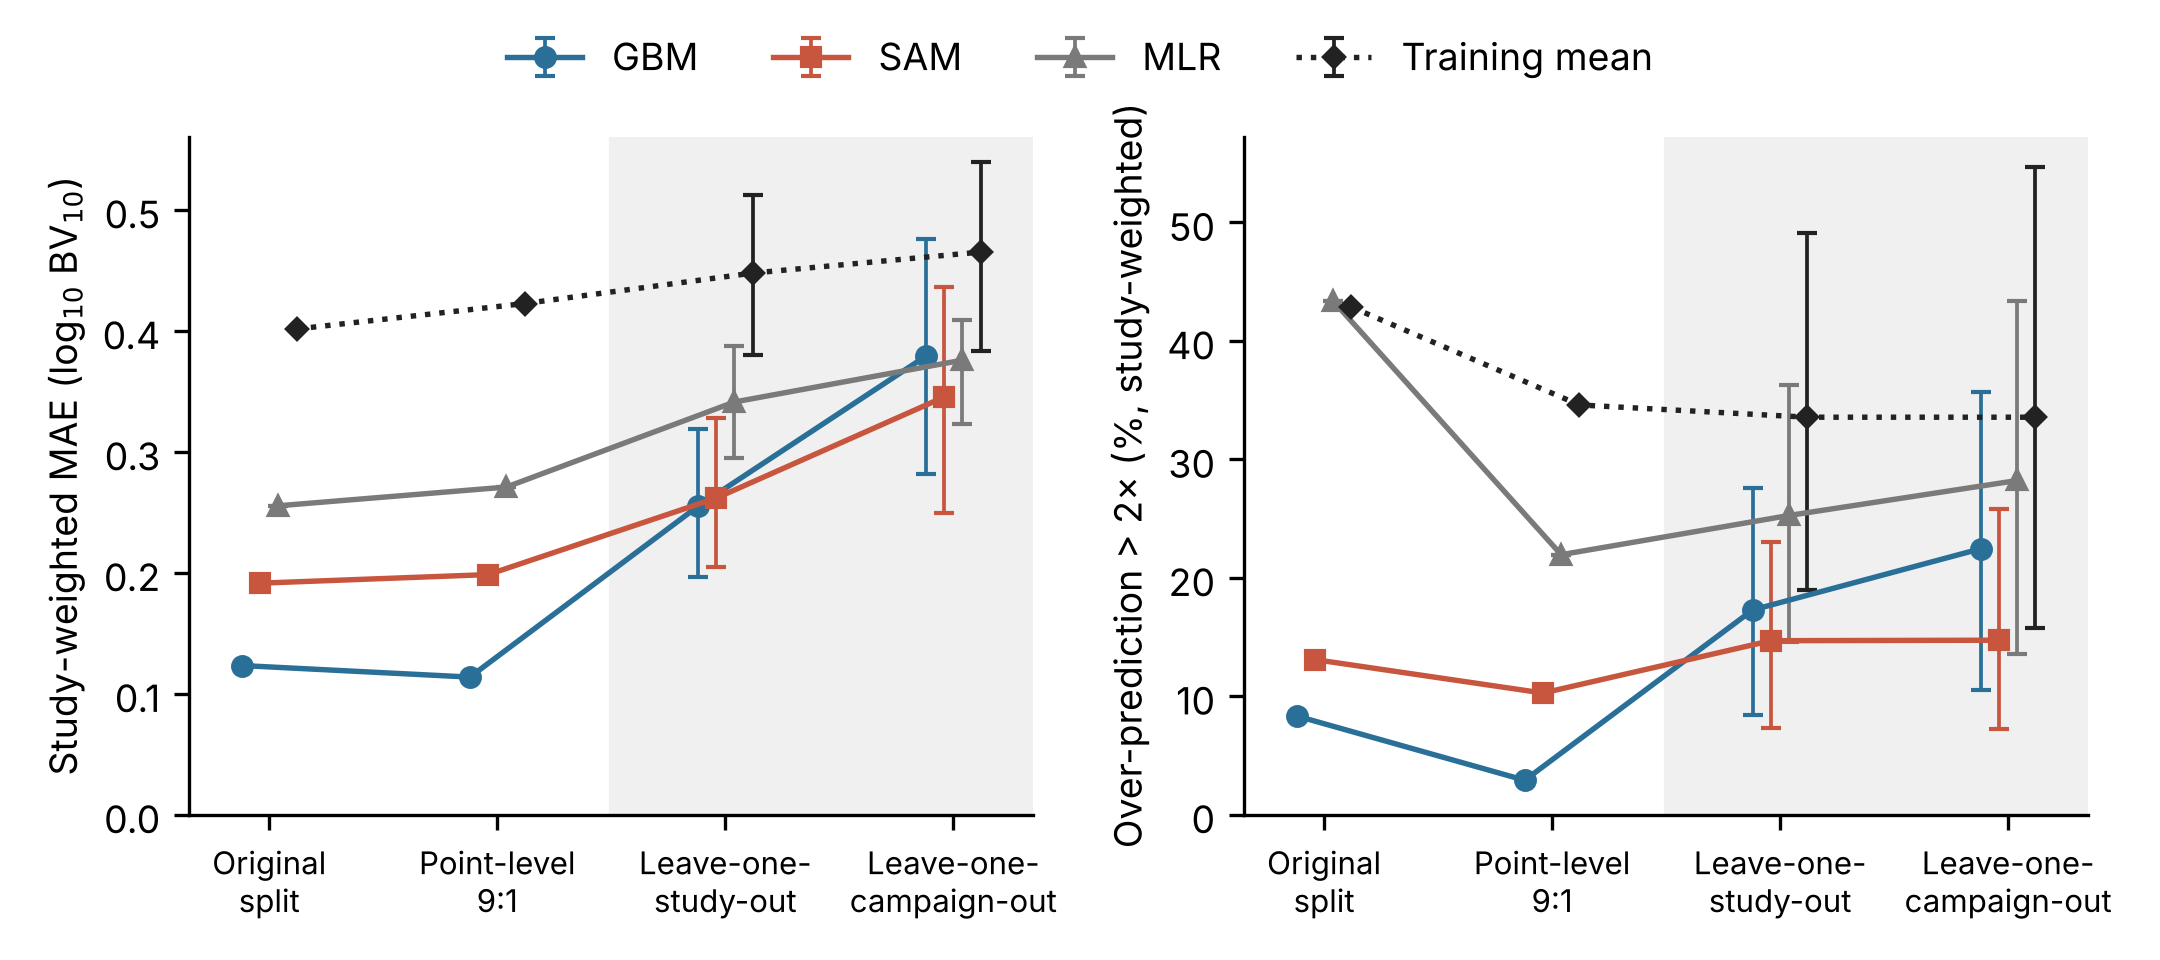 GBM SAM MLR Training mean
Study-weighted MAE (log₁₀ BV₁₀)
0.5
0.4
0.3
0.2
0.1
0.0
Original split
Point-level 9:1
Leave-one-study-out
Leave-one-campaign-out
Over-prediction > 2× (%, study-weighted)
50
40
30
20
10
0
Original split
Point-level 9:1
Leave-one-study-out
Leave-one-campaign-out